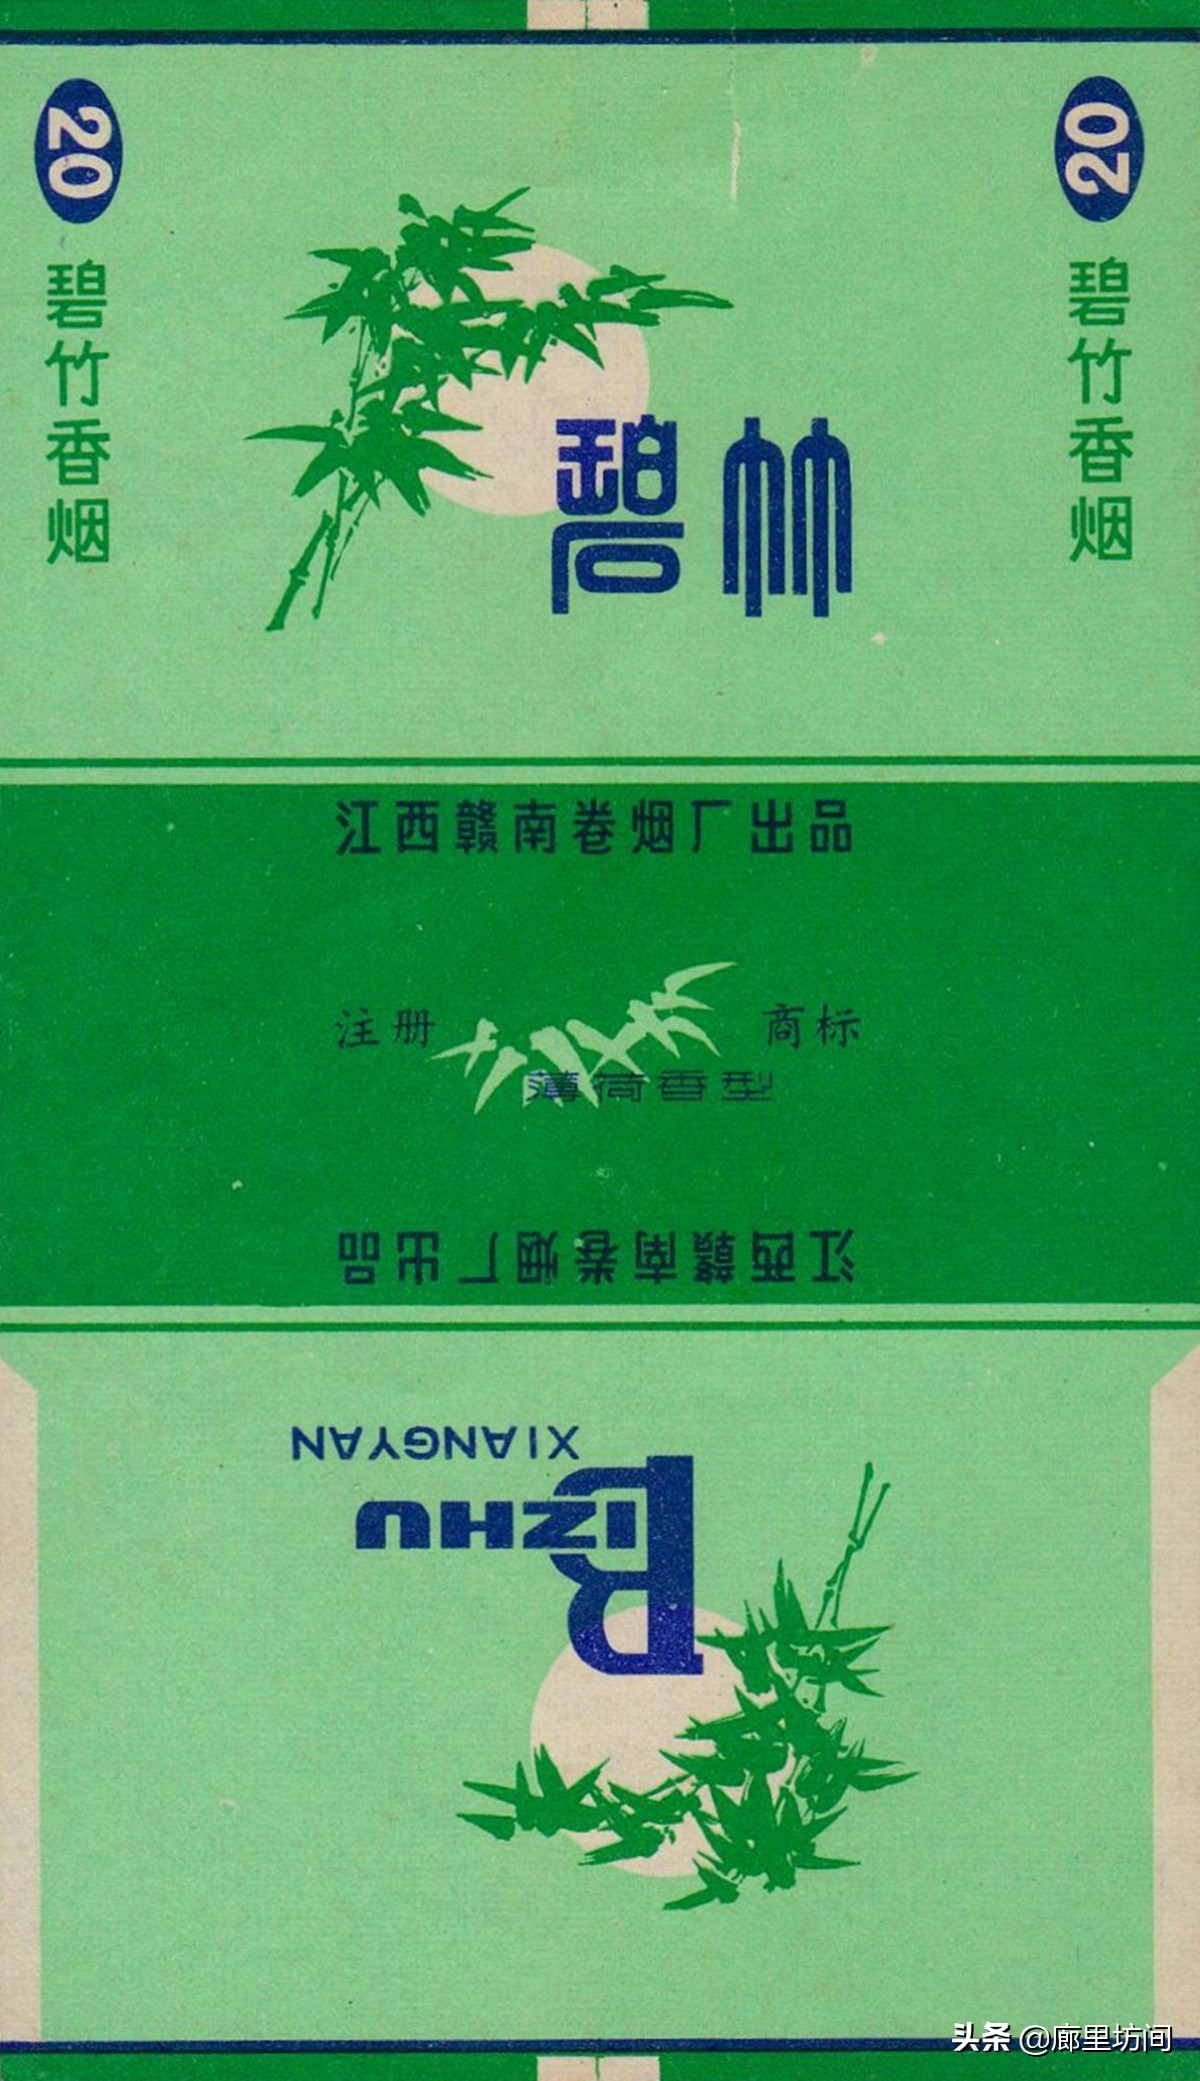 20
碧竹香烟
20
碧竹香烟
碧竹
江西赣南卷烟厂出品
注册 商标
薄荷香型
江西赣南卷烟厂出品
BIZHU
XIANGYAN
头条 @廊里坊间